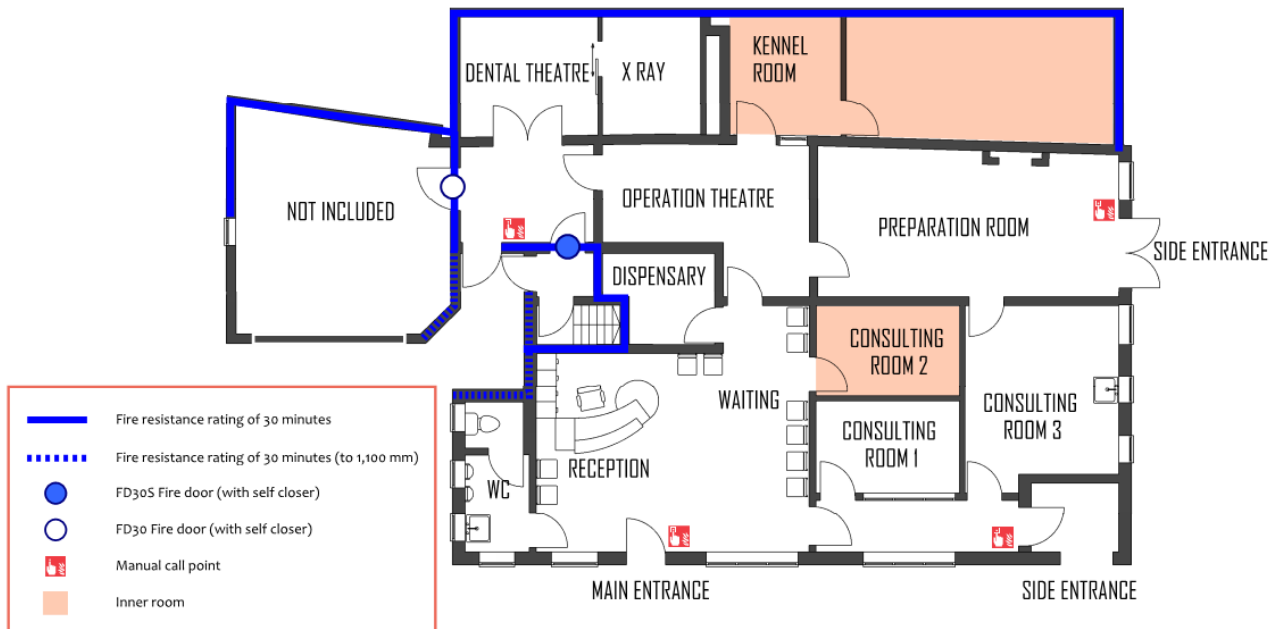 KENNEL
ROOM
DENTAL THEATRE
X RAY
NOT INCLUDED
OPERATION THEATRE
PREPARATION ROOM
SIDE ENTRANCE
DISPENSARY
CONSULTING
ROOM 2
WAITING
CONSULTING
ROOM 3
CONSULTING
ROOM 1
RECEPTION
WC
MAIN ENTRANCE
SIDE ENTRANCE
Fire resistance rating of 30 minutes
Fire resistance rating of 30 minutes (to 1,100 mm)
FD30S Fire door (with self closer)
FD30 Fire door (with self closer)
Manual call point
Inner room